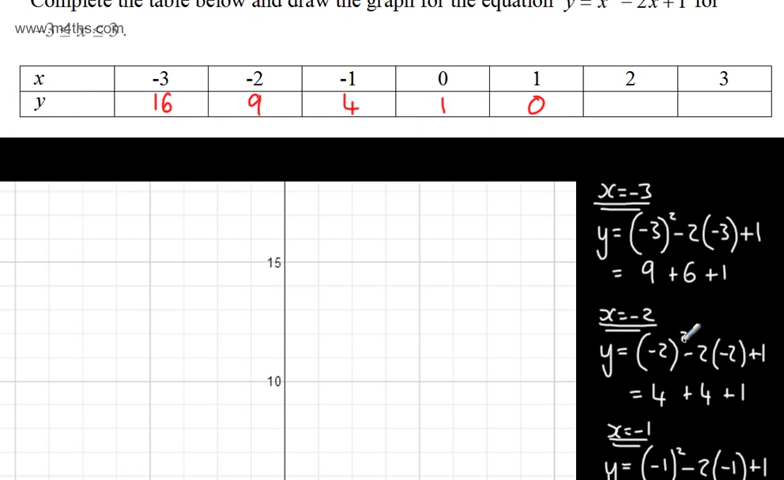 Complete the table below and draw the graph for the equation y = x² − 2x + 1 for
www.m4ths.com
x -3 -2 -1 0 1 2 3
y 16 9 4 1 0
15
10
x=-3
y=(-3)²-2(-3)+1
= 9+6+1
x=-2
y=(-2)²-2(-2)+1
= 4 +4 +1
x=-1
y=(-1)²-2(-1)+1